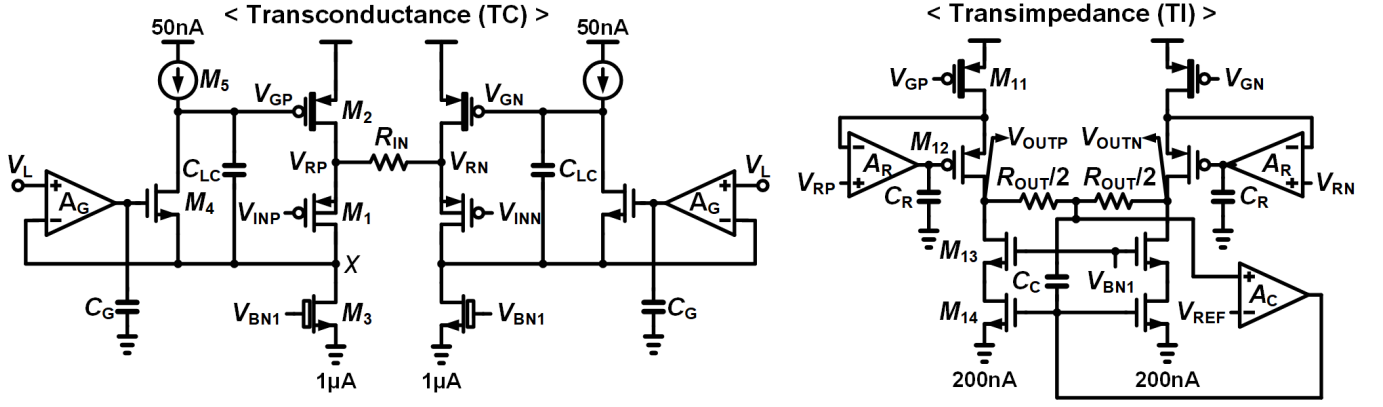 < Transconductance (TC) >
50nA
50nA
M5
VGP
M2
VGN
RIN
VL
CLC
VRP
VRN
CLC
VL
+
AG
-
M4
VINP
M1
VINN
AG
+
-
X
CG
VBN1
M3
VBN1
CG
1µA
1µA
< Transimpedance (TI) >
VGP
M11
VGN
-
AR
+
M12
VOUTP
VOUTN
-
AR
+
VRP
ROUT/2
ROUT/2
VRN
CR
CR
M13
CC
VBN1
+
AC
-
M14
VREF
200nA
200nA